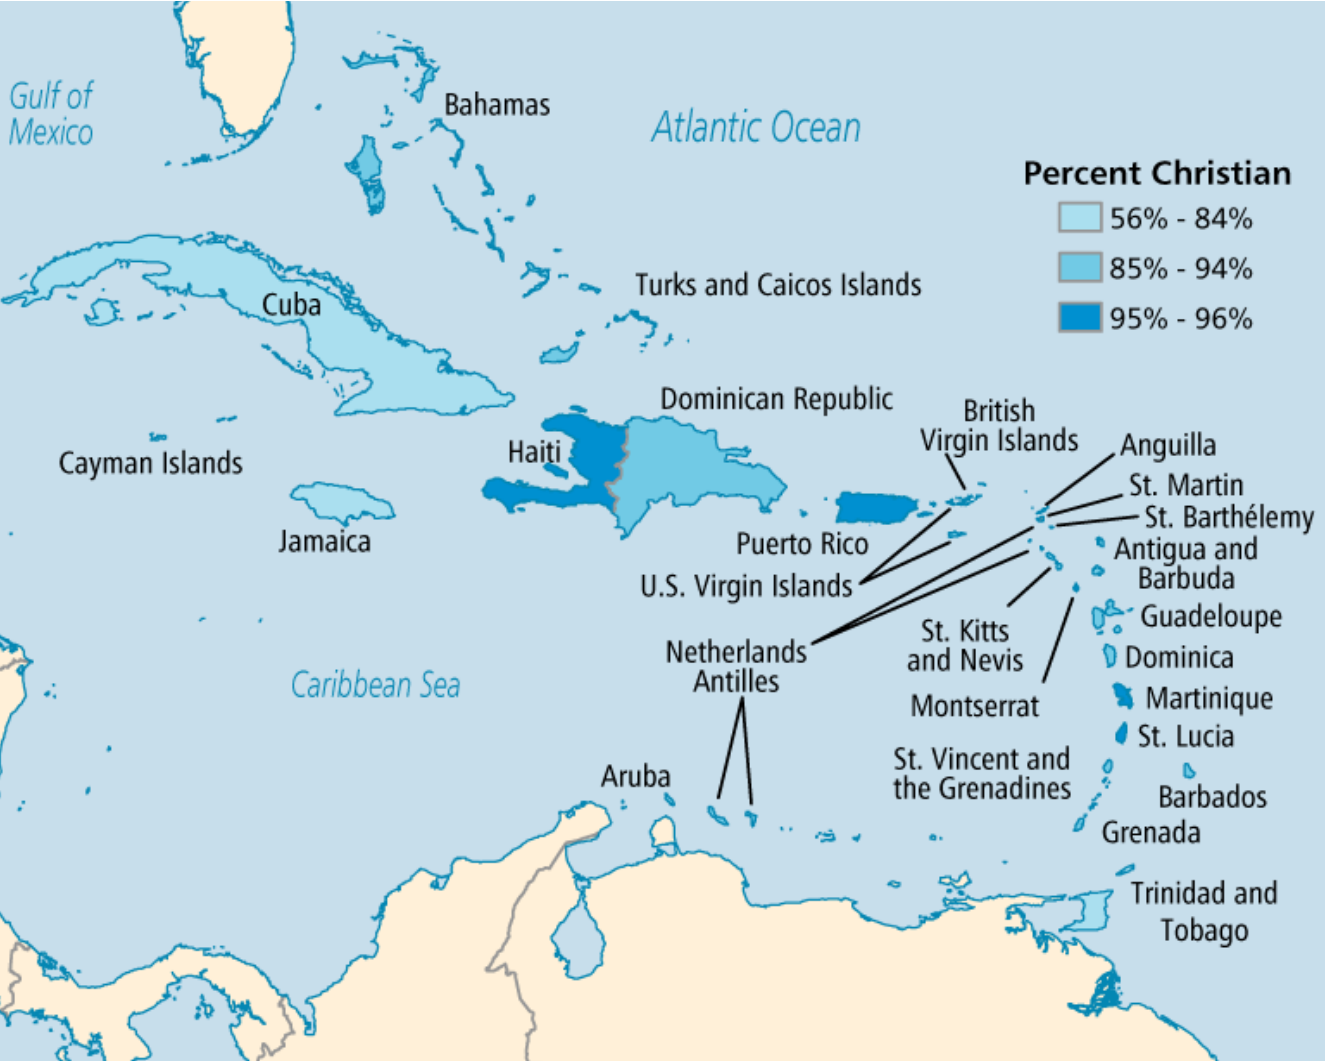 Gulf of
Mexico
Bahamas
Atlantic Ocean
Percent Christian
56% - 84%
85% - 94%
95% - 96%
Turks and Caicos Islands
Cuba
Dominican Republic
British
Virgin Islands
Haiti
Cayman Islands
Anguilla
St. Martin
St. Barthélemy
Jamaica
Puerto Rico
Antigua and
Barbuda
U.S. Virgin Islands
Guadeloupe
St. Kitts
and Nevis
Netherlands
Antilles
Dominica
Caribbean Sea
Martinique
Montserrat
St. Lucia
St. Vincent and
the Grenadines
Aruba
Barbados
Grenada
Trinidad and
Tobago